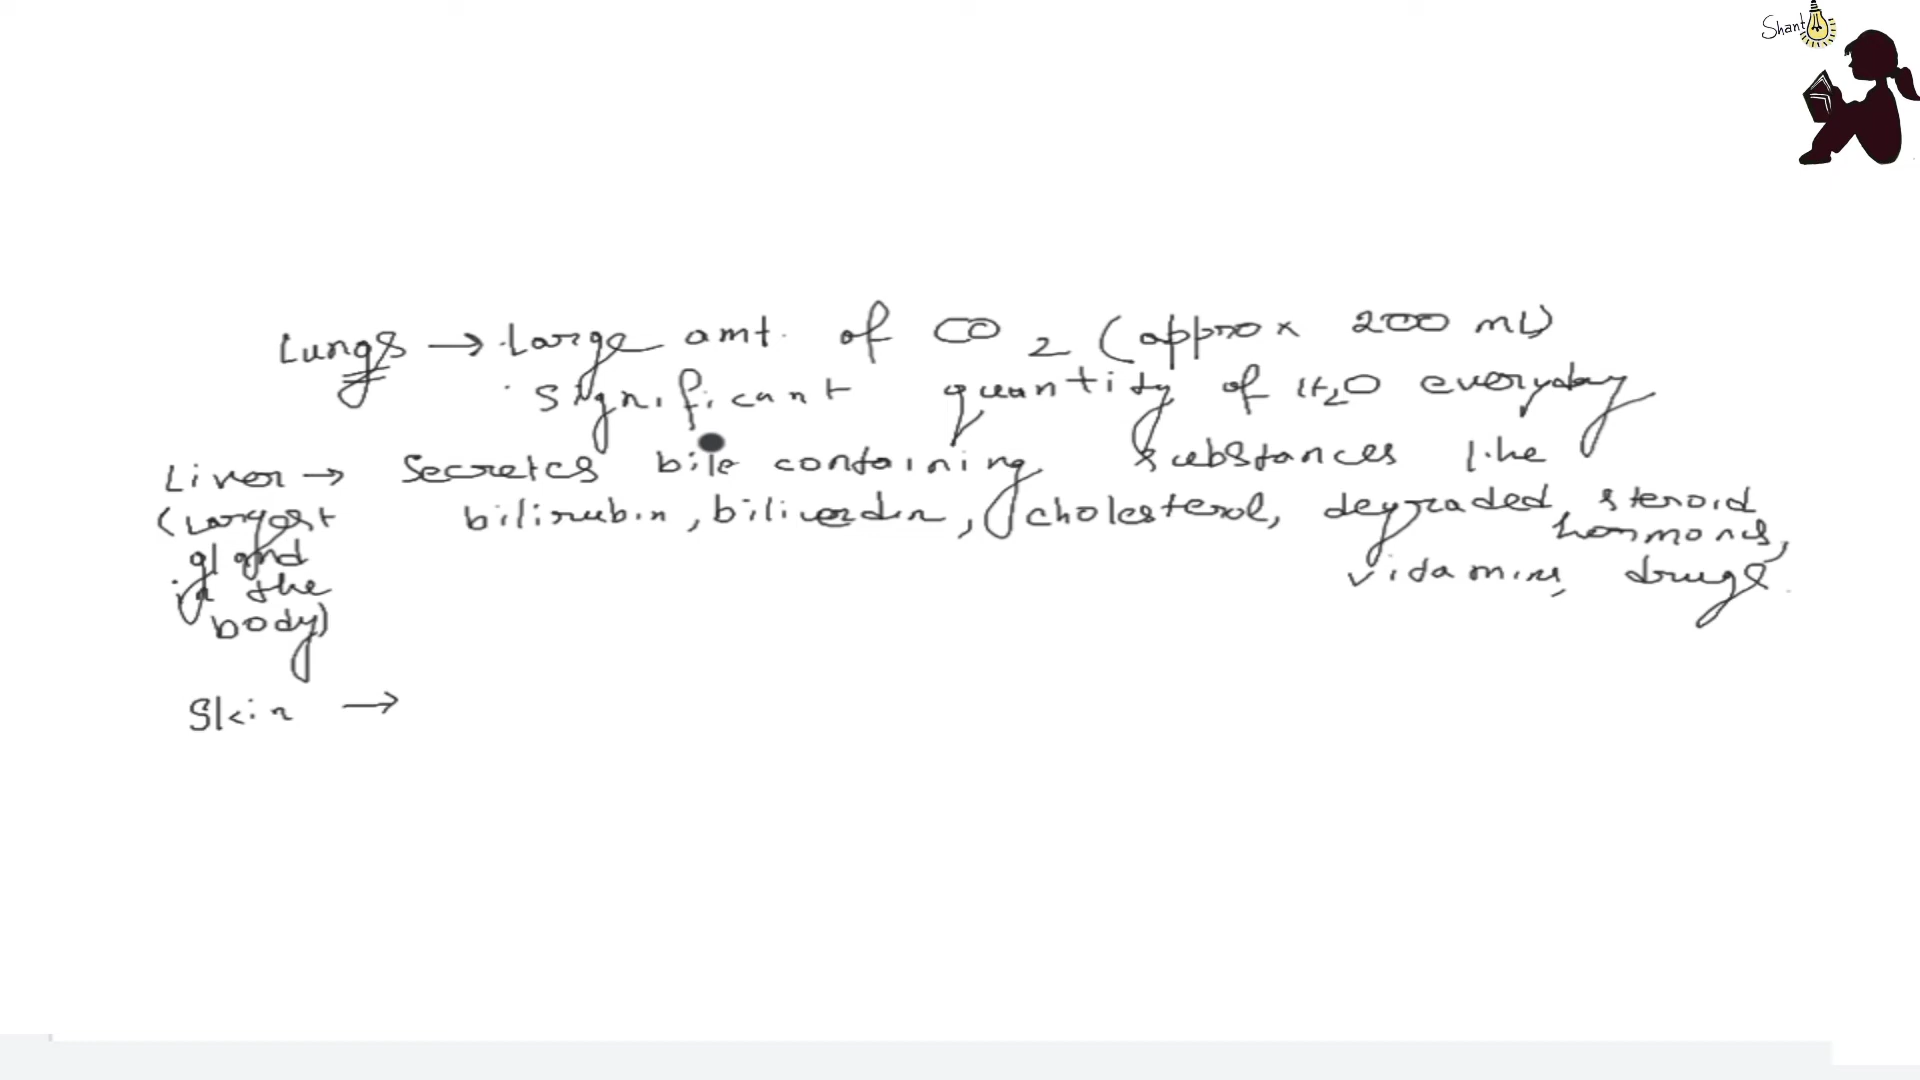 Shant
Lungs → Large amt. of CO2 (approx 200 mL)
Significant quantity of H2O everyday
Liver → Secretes bile containing substances like
(Largest gland in the body)
bilirubin, biliverdin, cholesterol, degraded steroid hormones,
vitamins, drugs.
Skin →